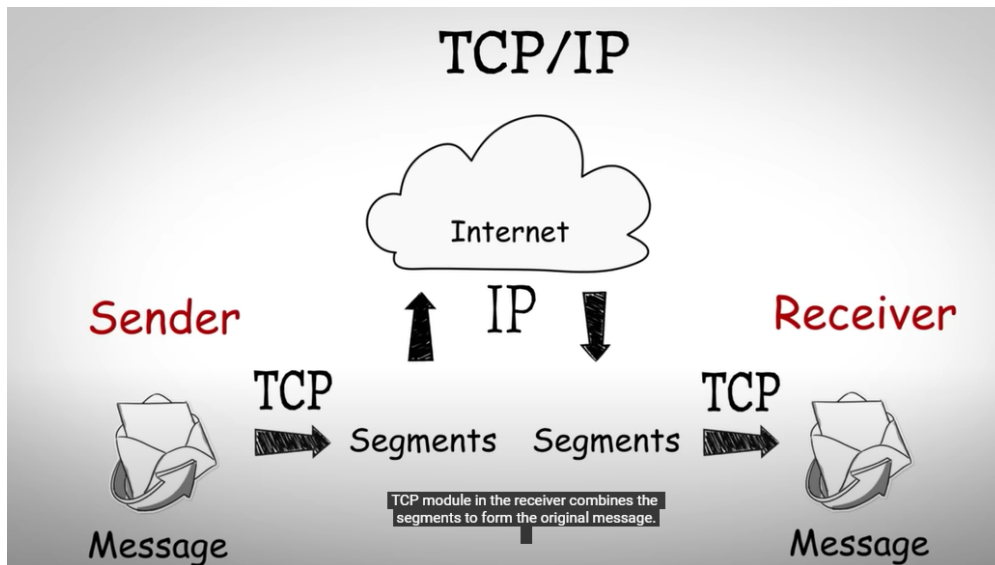 TCP/IP
Internet
IP
Sender
Receiver
TCP
TCP
Segments
Segments
TCP module in the receiver combines the
segments to form the original message.
Message
Message